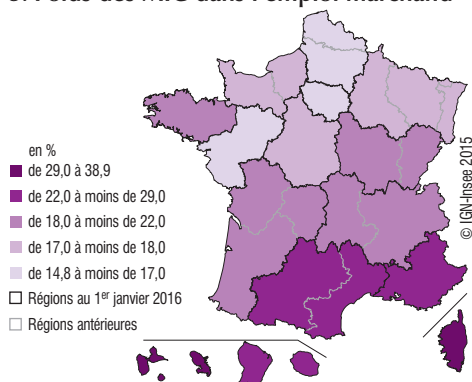 en %
de 29,0 à 38,9
de 22,0 à moins de 29,0
de 18,0 à moins de 22,0
de 17,0 à moins de 18,0
de 14,8 à moins de 17,0
Régions au 1er janvier 2016
Régions antérieures
© IGN-Insee 2015